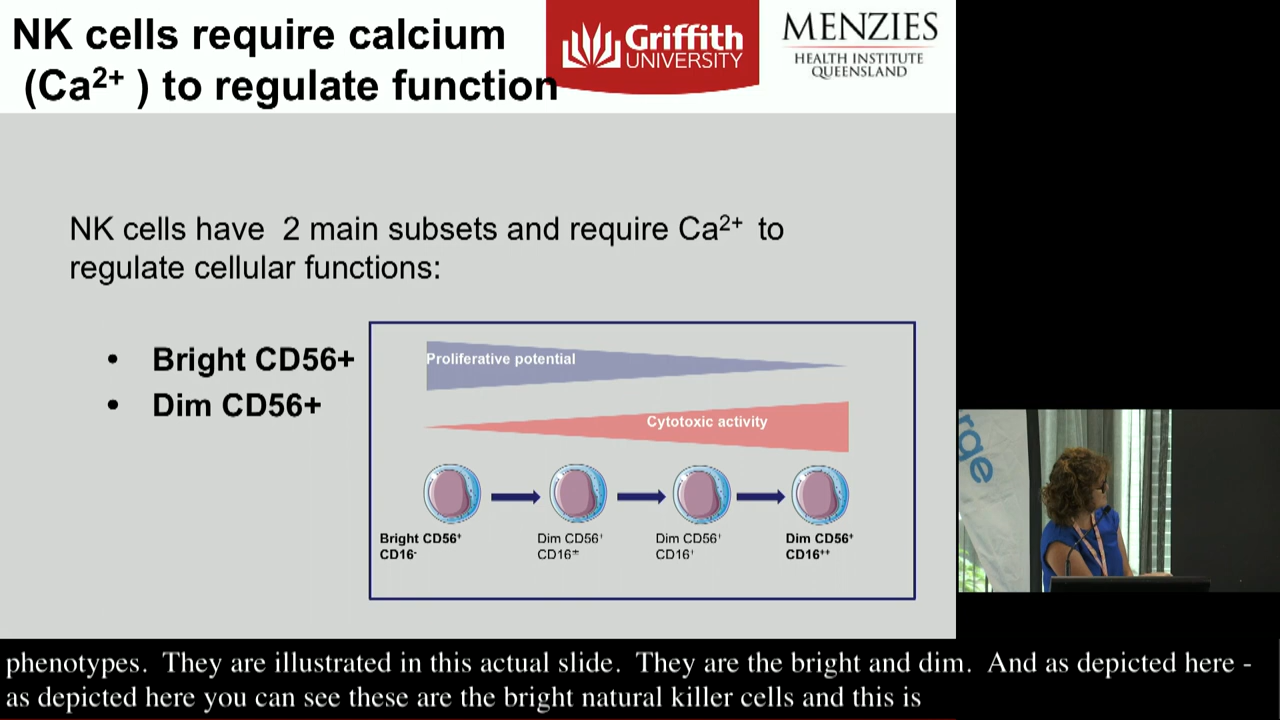 NK cells require calcium
(Ca²⁺ ) to regulate function
Griffith
UNIVERSITY
MENZIES
HEALTH INSTITUTE
QUEENSLAND
NK cells have 2 main subsets and require Ca²⁺ to
regulate cellular functions:
• Bright CD56+
• Dim CD56+
Proliferative potential
Cytotoxic activity
Bright CD56⁺
CD16⁻
Dim CD56⁺
CD16±
Dim CD56⁺
CD16⁺
Dim CD56⁺
CD16⁺⁺
rge
phenotypes. They are illustrated in this actual slide. They are the bright and dim. And as depicted here -
as depicted here you can see these are the bright natural killer cells and this is